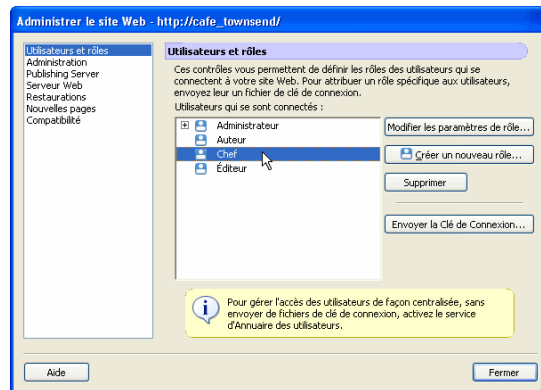 Administrer le site Web - http://cafe_townsend/
Utilisateurs et rôles
Administration
Publishing Server
Serveur Web
Restaurations
Nouvelles pages
Compatibilité
Utilisateurs et rôles
Ces contrôles vous permettent de définir les rôles des utilisateurs qui se
connectent à votre site Web. Pour attribuer un rôle spécifique aux utilisateurs,
envoyez leur un fichier de clé de connexion.
Utilisateurs qui se sont connectés :
Administrateur
Auteur
Chef
Éditeur
Modifier les paramètres de rôle...
Créer un nouveau rôle...
Supprimer
Envoyer la Clé de Connexion...
Pour gérer l'accès des utilisateurs de façon centralisée, sans
envoyer de fichiers de clé de connexion, activez le service
d'Annuaire des utilisateurs.
Aide
Fermer